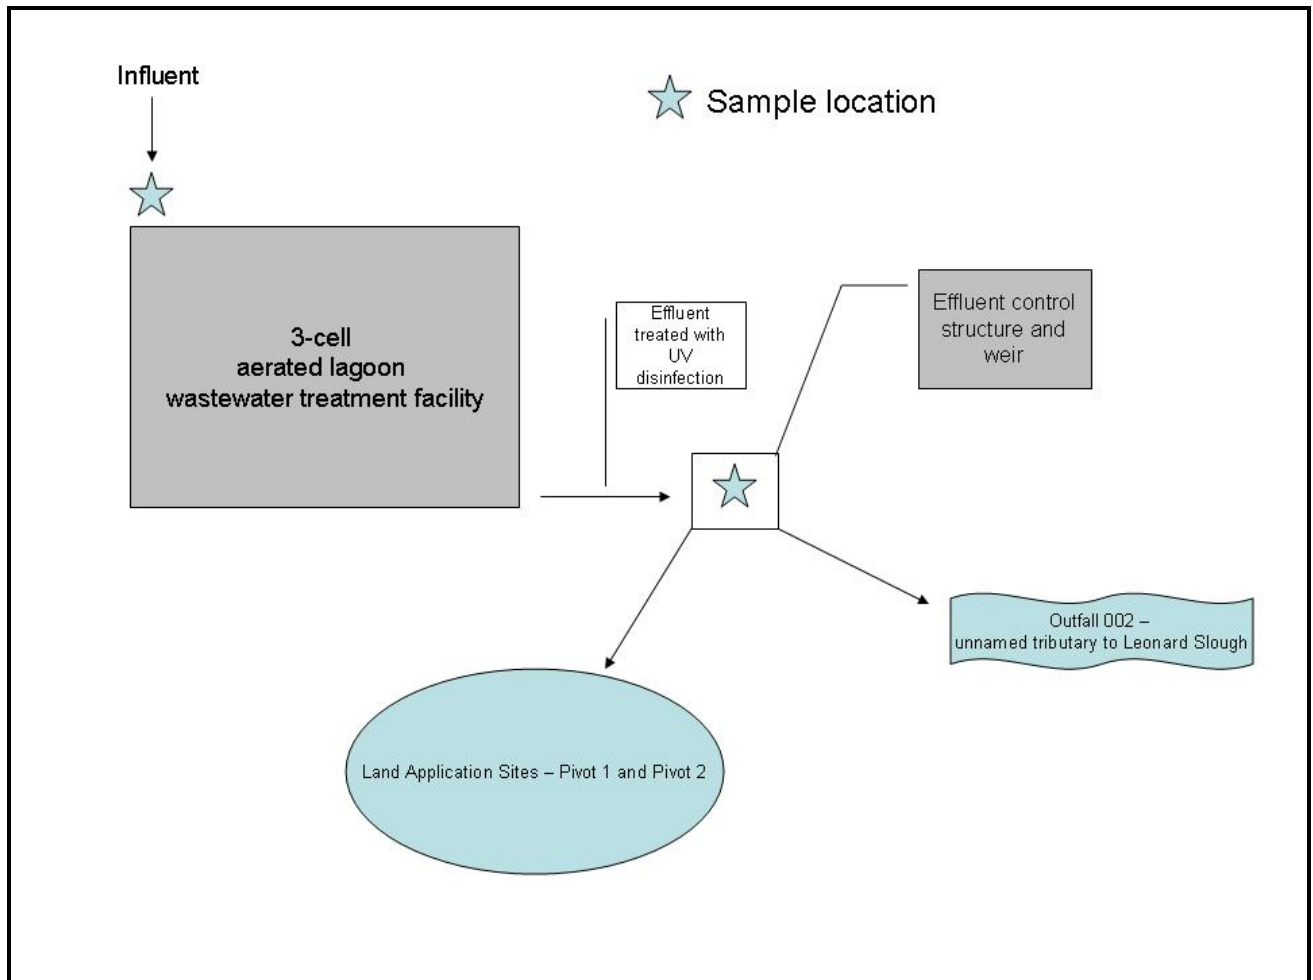 Influent
Sample location
3-cell
aerated lagoon
wastewater treatment facility
Effluent
treated with
UV
disinfection
Effluent control
structure and
weir
Outfall 002 –
unnamed tributary to Leonard Slough
Land Application Sites – Pivot 1 and Pivot 2